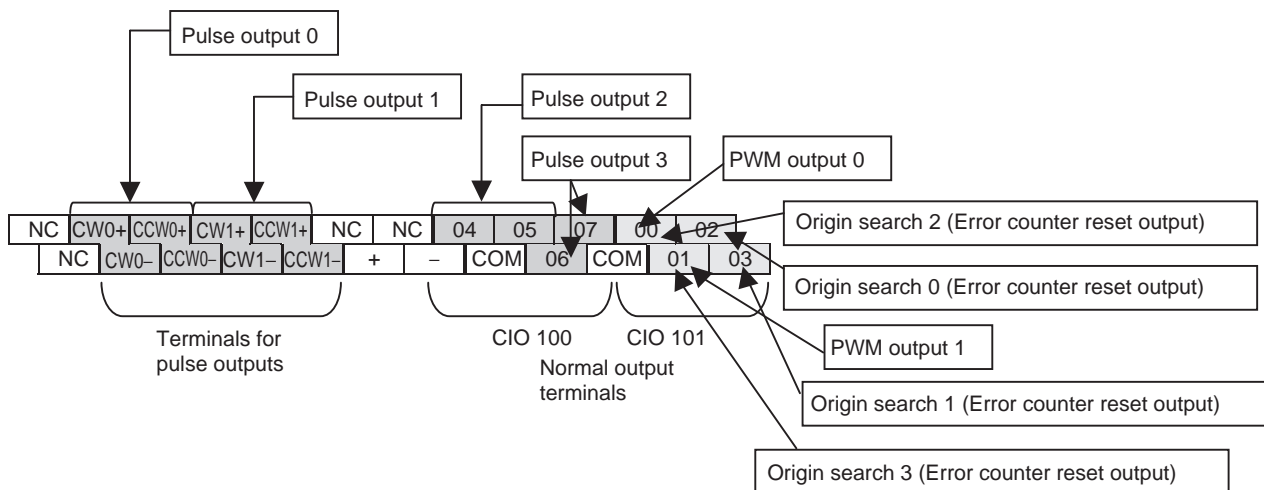 Pulse output 0
Pulse output 1
Pulse output 2
Pulse output 3
PWM output 0
NC CW0+ CCW0+ CW1+ CCW1+ NC NC 04 05 07 00 02
NC CW0− CCW0− CW1− CCW1− + − COM 06 COM 01 03
Origin search 2 (Error counter reset output)
Origin search 0 (Error counter reset output)
Terminals for
pulse outputs
CIO 100
CIO 101
Normal output
terminals
PWM output 1
Origin search 1 (Error counter reset output)
Origin search 3 (Error counter reset output)